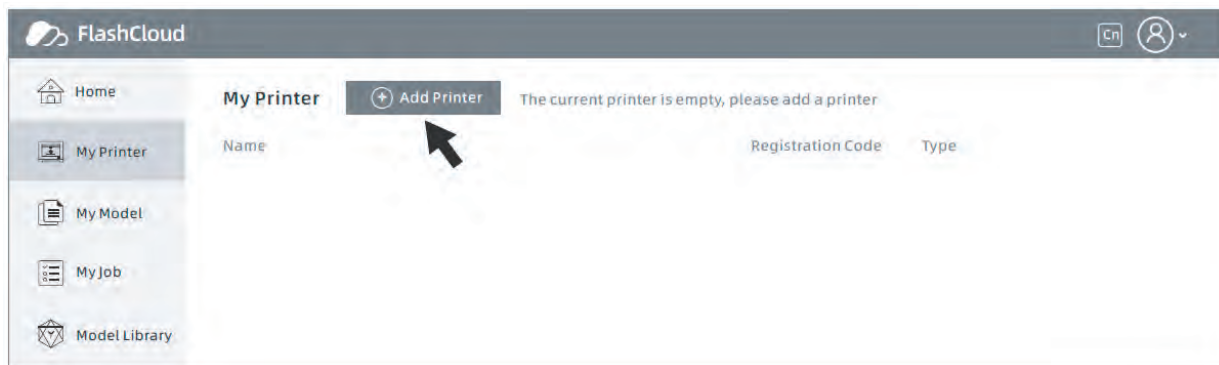 FlashCloud
Cn
Home
My Printer
My Model
My Job
Model Library
My Printer
Add Printer
The current printer is empty, please add a printer
Name
Registration Code
Type